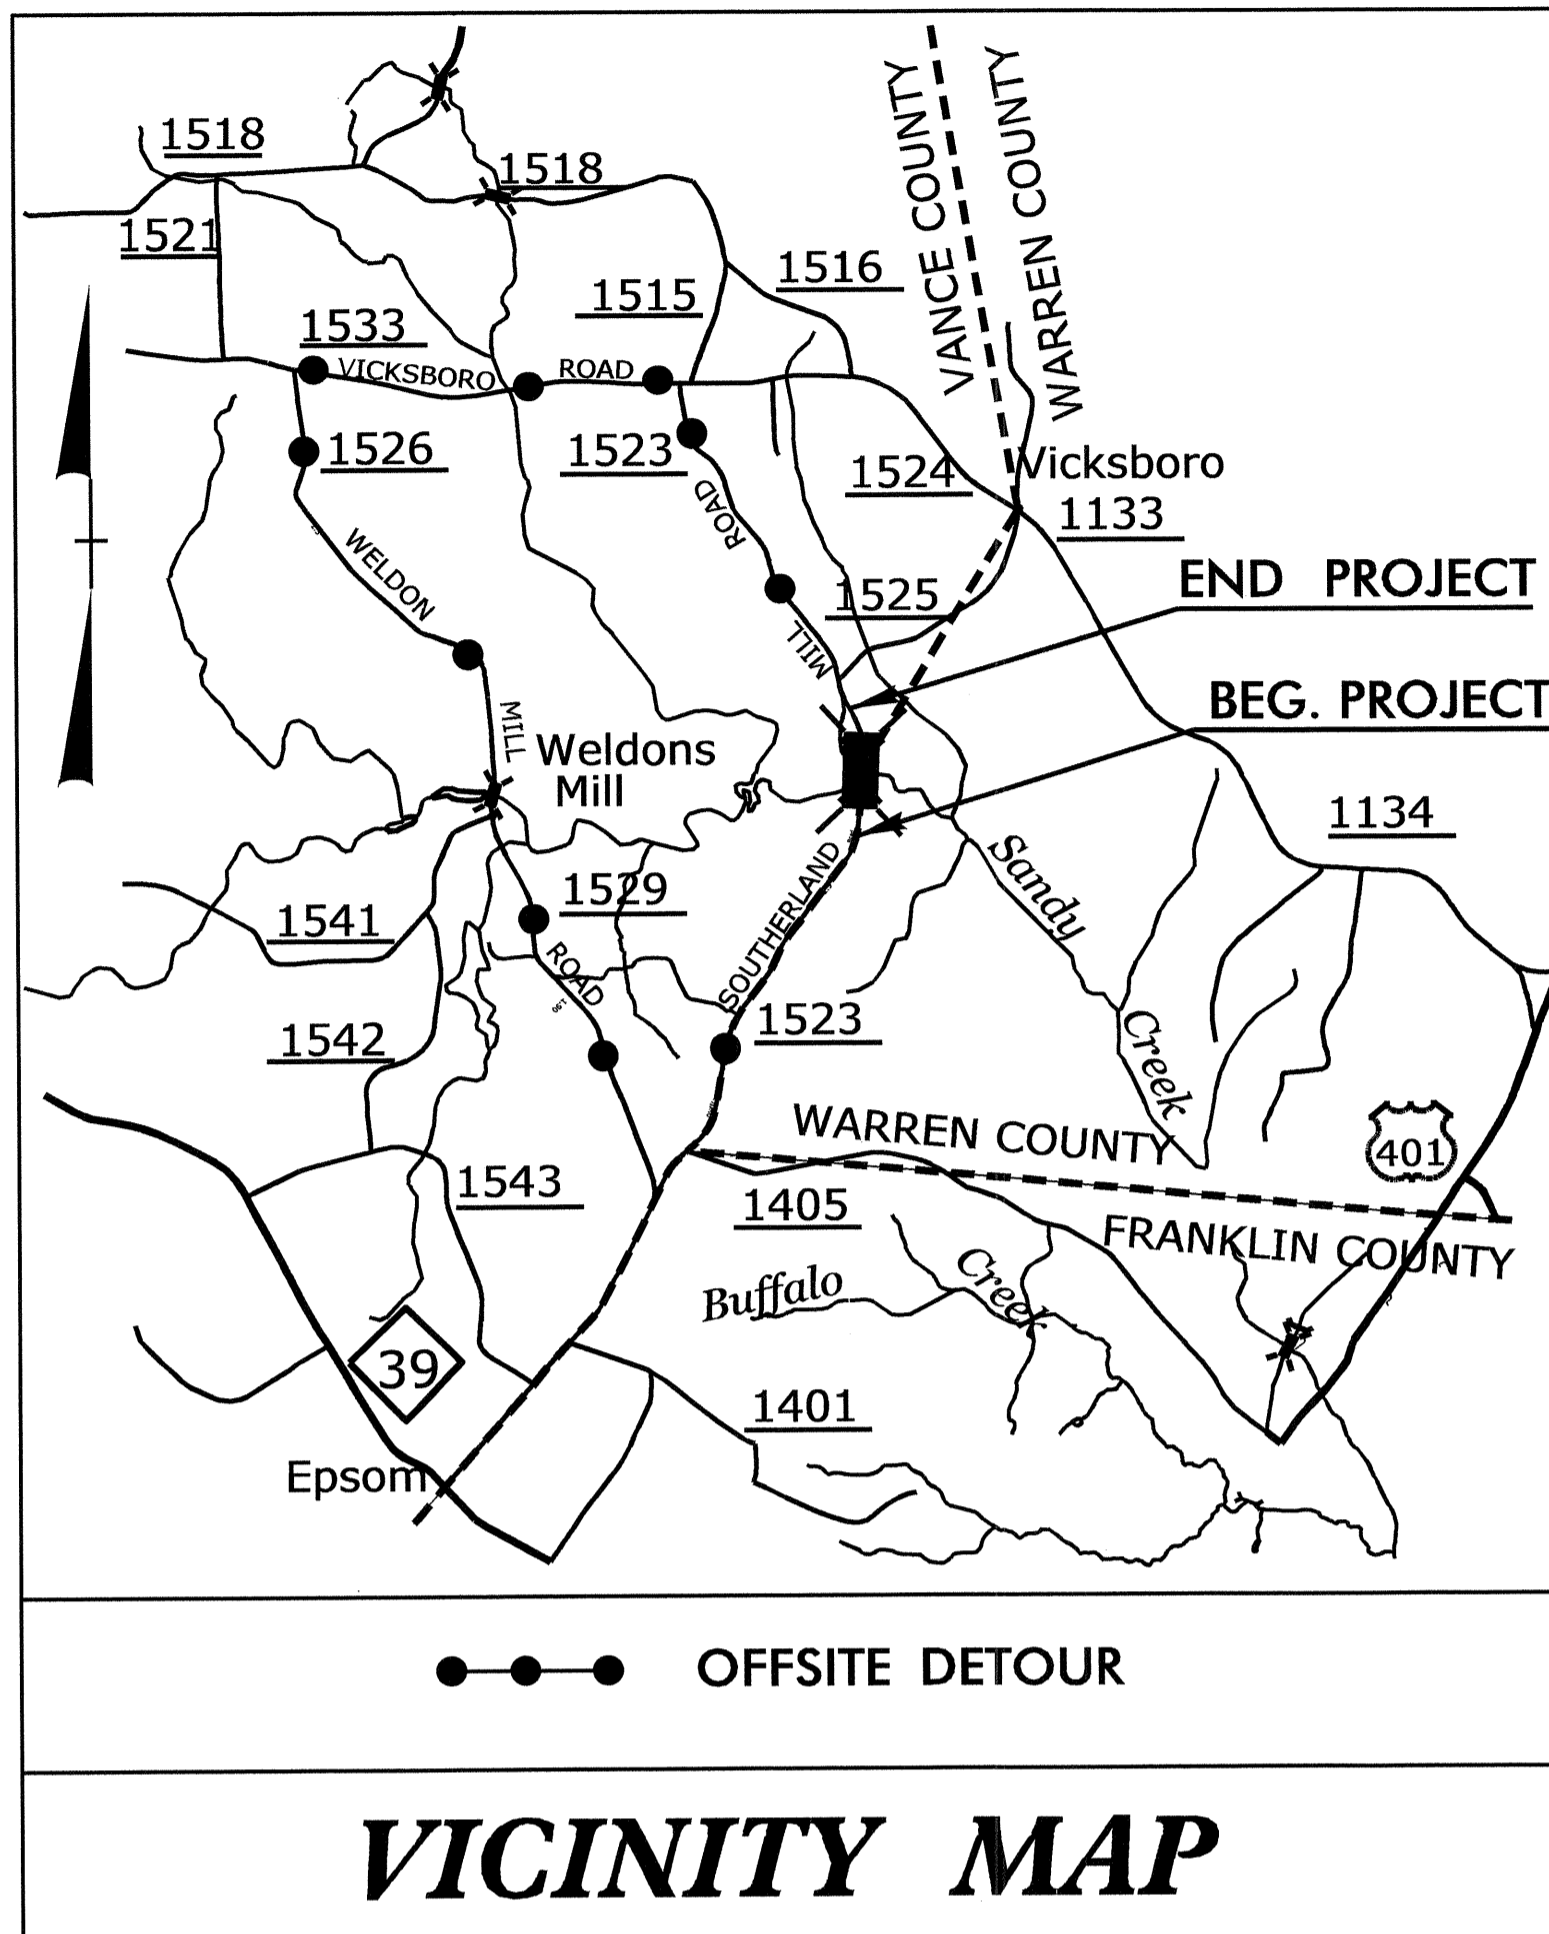 VANCE COUNTY
WARREN COUNTY
1518
1518
1521
1516
1515
1533
VICKSBORO ROAD
1526
1523
1524
Vicksboro
1133
ROAD
WELDON
END PROJECT
1525
MILL
BEG. PROJECT
MILL
Weldons
Mill
1134
Sandy
SOUTHERLAND
1529
1541
ROAD
1523
Creek
1542
WARREN COUNTY
401
1543
1405
FRANKLIN COUNTY
Buffalo
Creek
39
1401
Epsom
OFFSITE DETOUR
VICINITY MAP